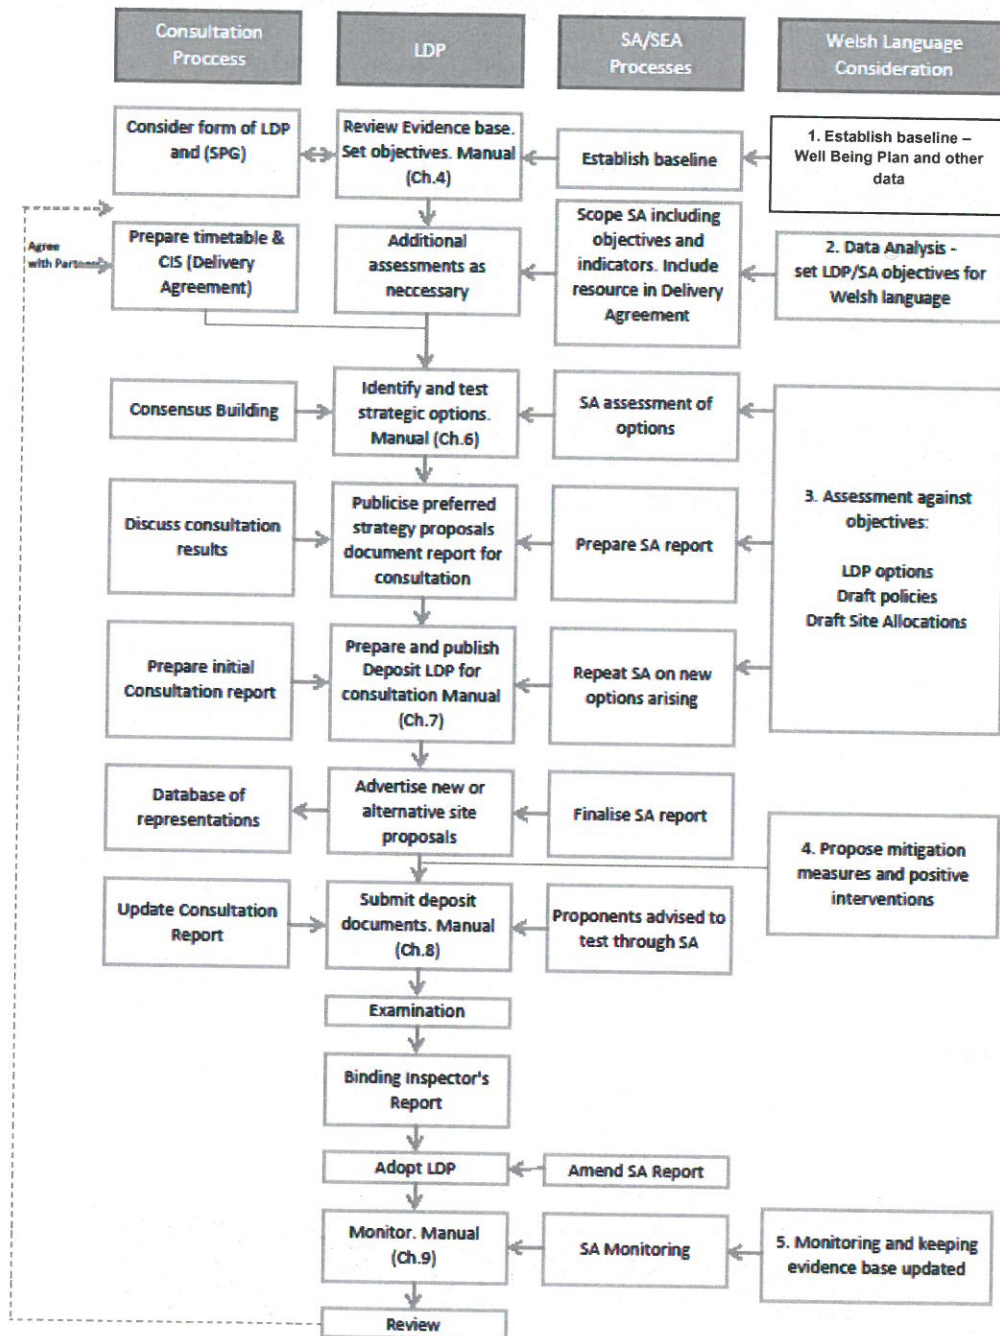 Consultation
Proccess
LDP
SA/SEA
Processes
Welsh Language
Consideration
Consider form of LDP
and (SPG)
Review Evidence base.
Set objectives. Manual
(Ch.4)
Establish baseline
1. Establish baseline –
Well Being Plan and other
data
Agree
with Partners
Prepare timetable &
CIS (Delivery
Agreement)
Additional
assessments as
neccessary
Scope SA including
objectives and
indicators. Include
resource in Delivery
Agreement
2. Data Analysis -
set LDP/SA objectives for
Welsh language
Consensus Building
Identify and test
strategic options.
Manual (Ch.6)
SA assessment of
options
3. Assessment against
objectives:
LDP options
Draft policies
Draft Site Allocations
Discuss consultation
results
Publicise preferred
strategy proposals
document report for
consultation
Prepare SA report
Prepare initial
Consultation report
Prepare and publish
Deposit LDP for
consultation Manual
(Ch.7)
Repeat SA on new
options arising
Database of
representations
Advertise new or
alternative site
proposals
Finalise SA report
4. Propose mitigation
measures and positive
interventions
Update Consultation
Report
Submit deposit
documents. Manual
(Ch.8)
Proponents advised to
test through SA
Examination
Binding Inspector's
Report
Adopt LDP
Amend SA Report
Monitor. Manual
(Ch.9)
SA Monitoring
5. Monitoring and keeping
evidence base updated
Review